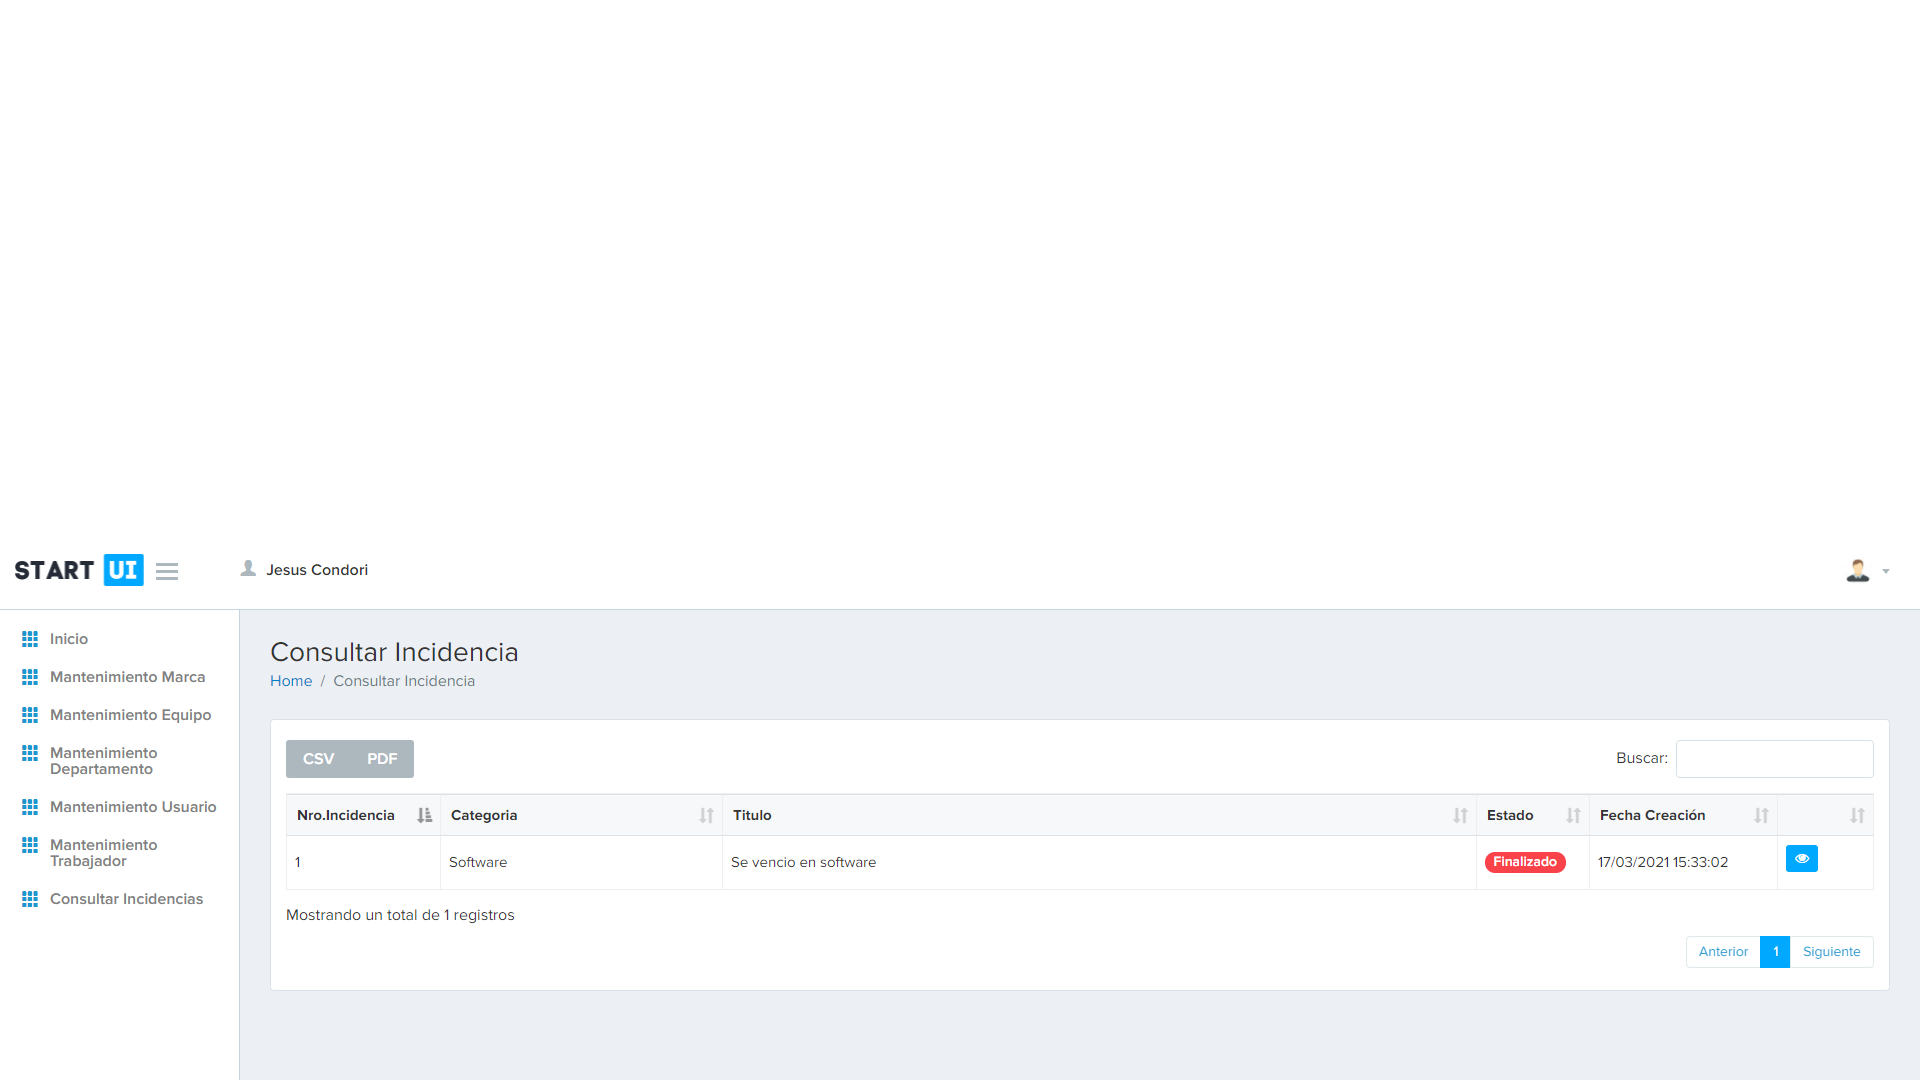 START UI
Jesus Condori
Inicio
Mantenimiento Marca
Mantenimiento Equipo
Mantenimiento
Departamento
Mantenimiento Usuario
Mantenimiento
Trabajador
Consultar Incidencias
Consultar Incidencia
Home / Consultar Incidencia
CSV PDF
Buscar:
Nro.Incidencia Categoria Titulo Estado Fecha Creación
1 Software Se vencio en software Finalizado 17/03/2021 15:33:02
Mostrando un total de 1 registros
Anterior 1 Siguiente